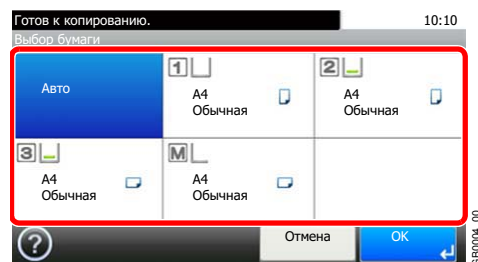 Готов к копированию. 10:10
Выбор бумаги
Авто
1
A4
Обычная
2
A4
Обычная
3
A4
Обычная
M
A4
Обычная
?
Отмена
OK